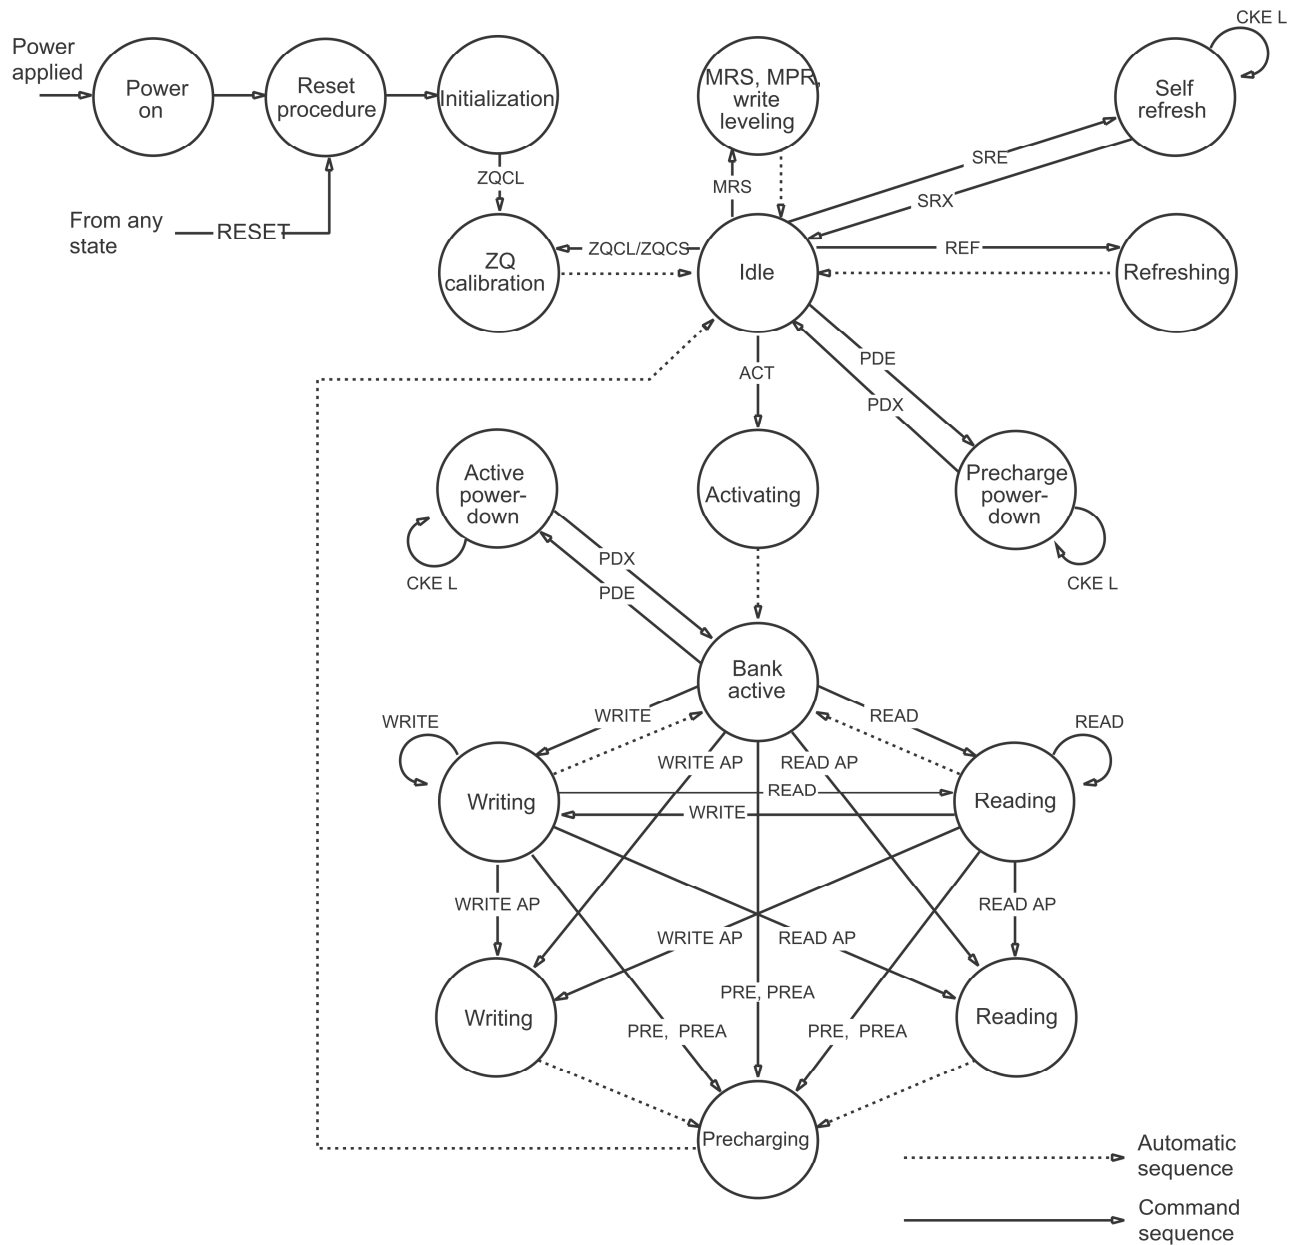 CKE L
Power
applied
Power
on
Reset
procedure
Initialization
MRS, MPR,
write
leveling
Self
refresh
SRE
ZQCL
MRS
SRX
From any
state
RESET
ZQ
calibration
ZQCL/ZQCS
Idle
REF
Refreshing
PDE
ACT
PDX
Active
power-
down
Activating
Precharge
power-
down
PDX
CKE L
PDE
CKE L
Bank
active
WRITE
WRITE
READ
READ
WRITE AP
READ AP
Writing
READ
Reading
WRITE
WRITE AP
READ AP
WRITE AP
READ AP
PRE, PREA
Writing
Reading
PRE, PREA
PRE, PREA
Precharging
Automatic
sequence
Command
sequence